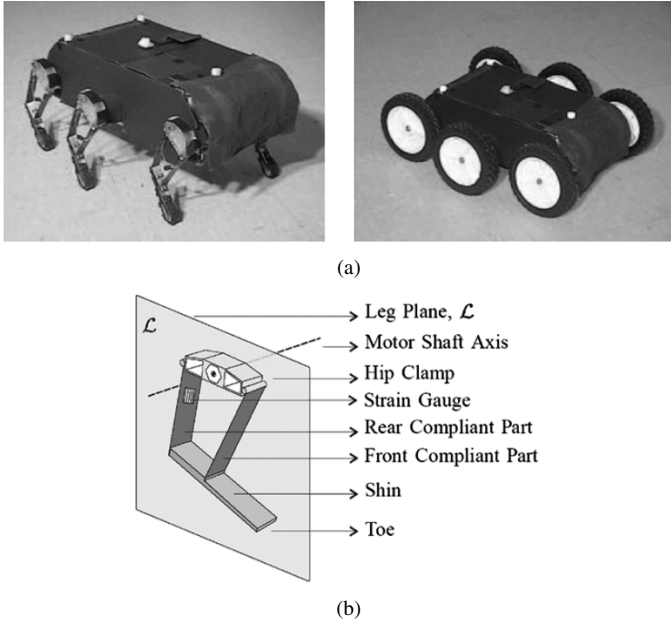 (a)
ℒ
Leg Plane, ℒ
Motor Shaft Axis
Hip Clamp
Strain Gauge
Rear Compliant Part
Front Compliant Part
Shin
Toe
(b)